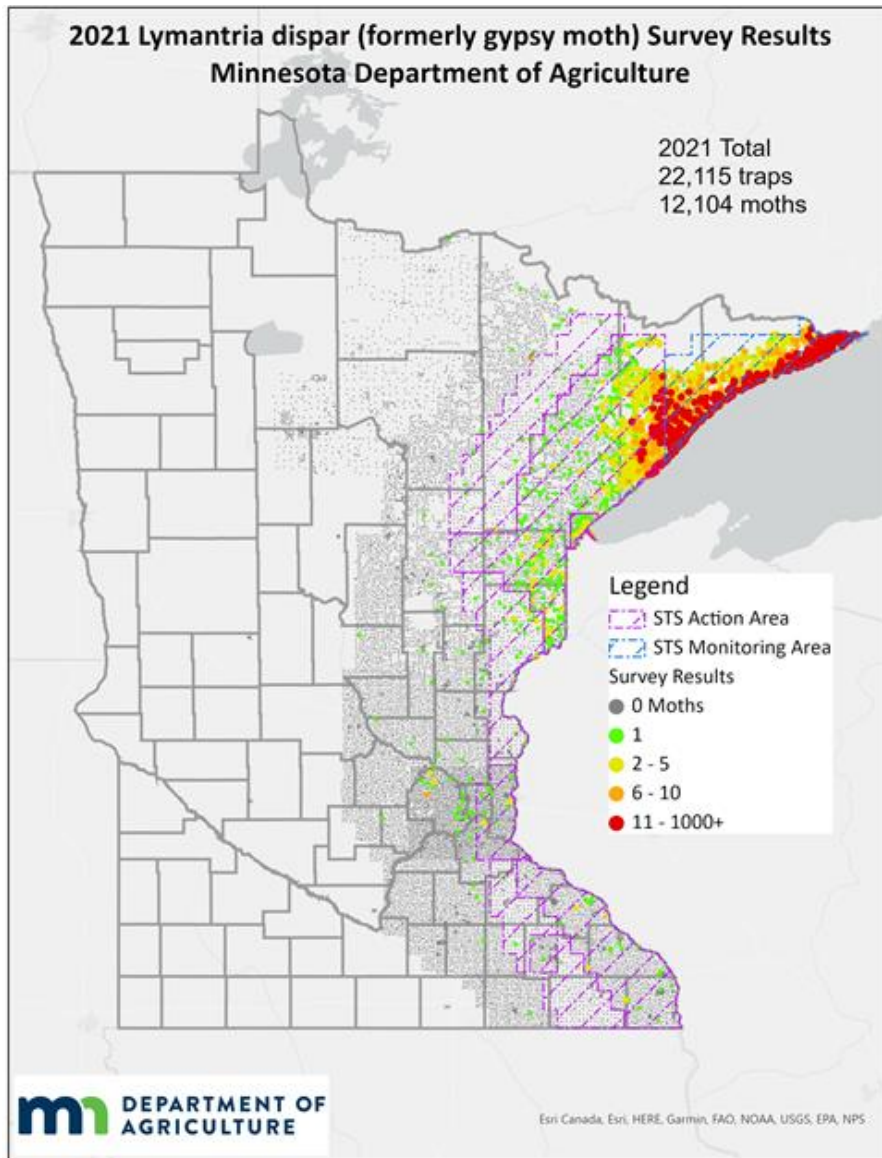 2021 Lymantria dispar (formerly gypsy moth) Survey Results
Minnesota Department of Agriculture
2021 Total
22,115 traps
12,104 moths
Legend
STS Action Area
STS Monitoring Area
Survey Results
0 Moths
1
2 - 5
6 - 10
11 - 1000+
mn DEPARTMENT OF
AGRICULTURE
Esri Canada, Esri, HERE, Garmin, FAO, NOAA, USGS, EPA, NPS